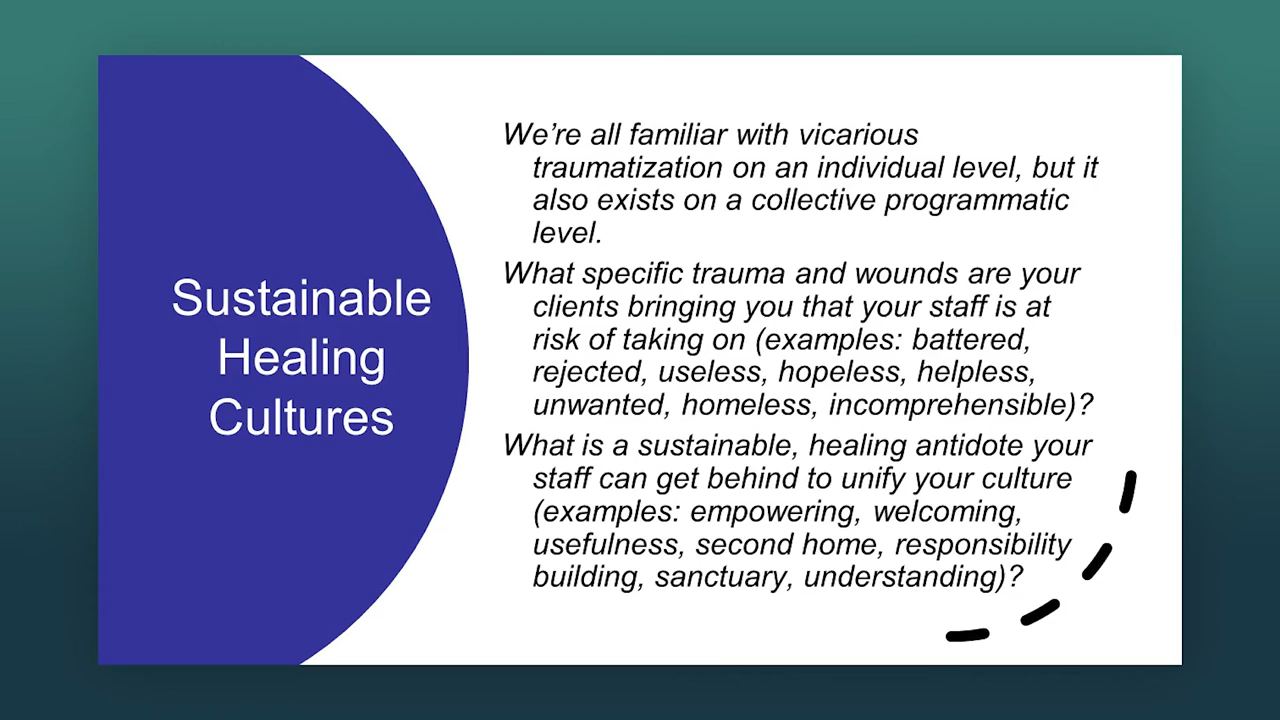 Sustainable
Healing
Cultures
We’re all familiar with vicarious
traumatization on an individual level, but it
also exists on a collective programmatic
level.
What specific trauma and wounds are your
clients bringing you that your staff is at
risk of taking on (examples: battered,
rejected, useless, hopeless, helpless,
unwanted, homeless, incomprehensible)?
What is a sustainable, healing antidote your
staff can get behind to unify your culture
(examples: empowering, welcoming,
usefulness, second home, responsibility
building, sanctuary, understanding)?